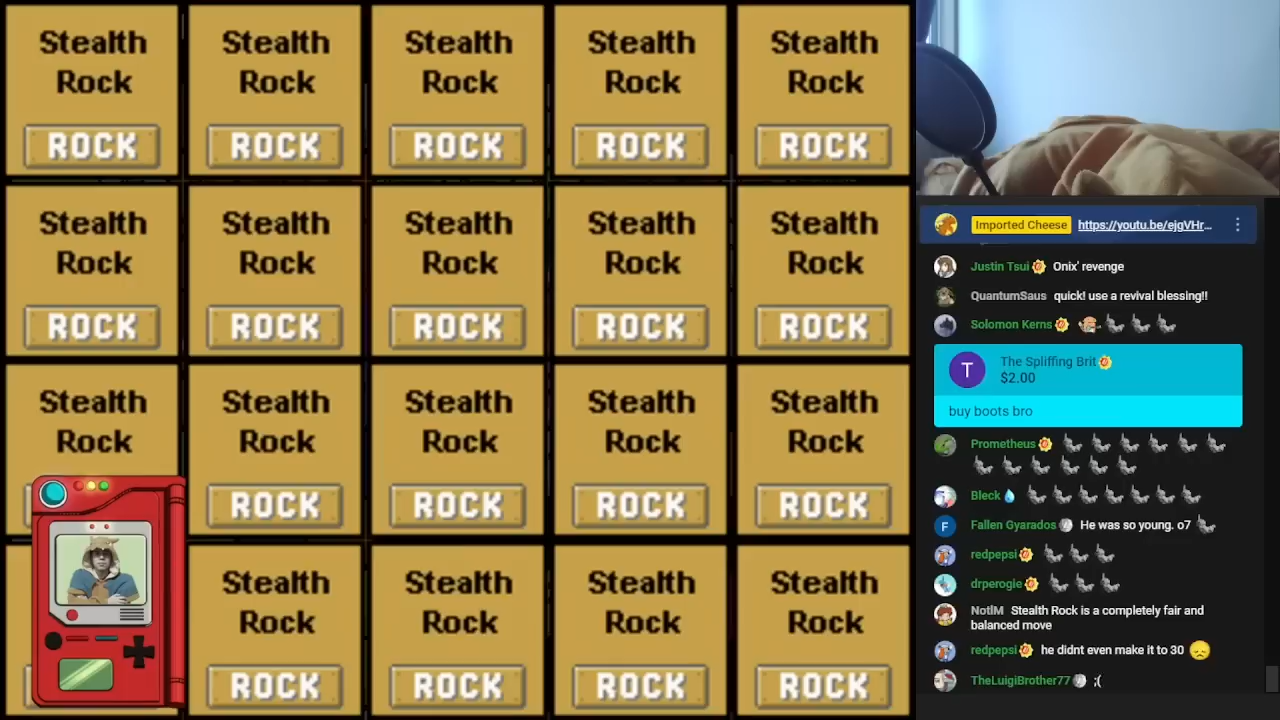 Stealth Stealth Stealth Stealth Stealth
Rock Rock Rock Rock Rock
ROCK ROCK ROCK ROCK ROCK
Stealth Stealth Stealth Stealth Stealth
Rock Rock Rock Rock Rock
ROCK ROCK ROCK ROCK ROCK
Stealth Stealth Stealth Stealth Stealth
Rock Rock Rock Rock Rock
ROCK ROCK ROCK ROCK
Stealth Stealth Stealth Stealth
Rock Rock Rock Rock
ROCK ROCK ROCK ROCK
Imported Cheese https://youtu.be/ejgVHr...
Justin Tsui Onix' revenge
QuantumSaus quick! use a revival blessing!!
Solomon Kerns
T The Spliffing Brit
$2.00
buy boots bro
Prometheus
Bleck
F Fallen Gyarados He was so young. o7
redpepsi
drperogie
NotIM Stealth Rock is a completely fair and
balanced move
redpepsi he didnt even make it to 30
TheLuigiBrother77 ;(